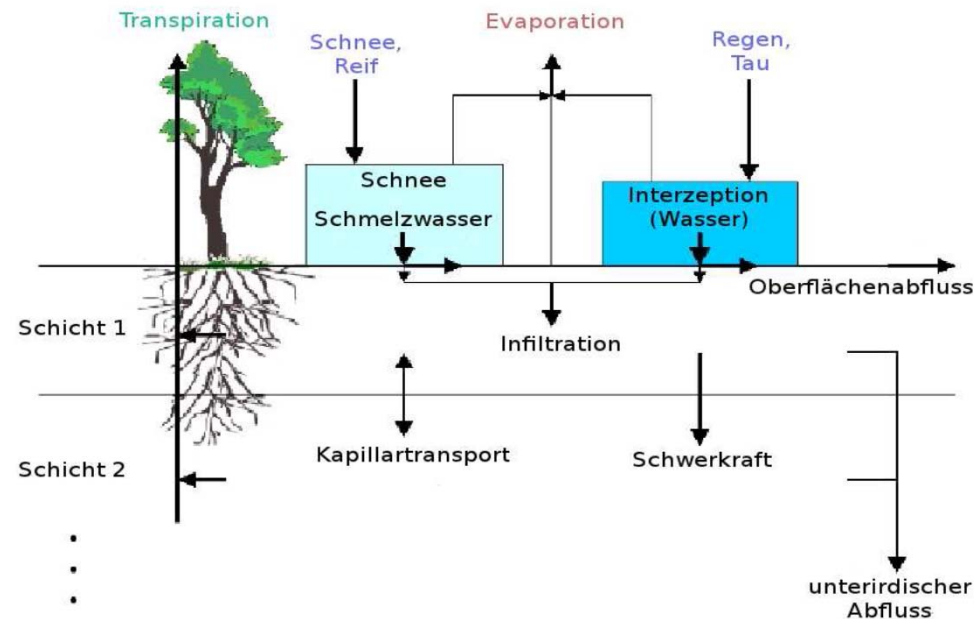 Transpiration
Evaporation
Schnee,
Reif
Regen,
Tau
Schnee
Schmelzwasser
Interzeption
(Wasser)
Oberflächenabfluss
Schicht 1
Infiltration
Kapillartransport
Schwerkraft
Schicht 2
unterirdischer
Abfluss